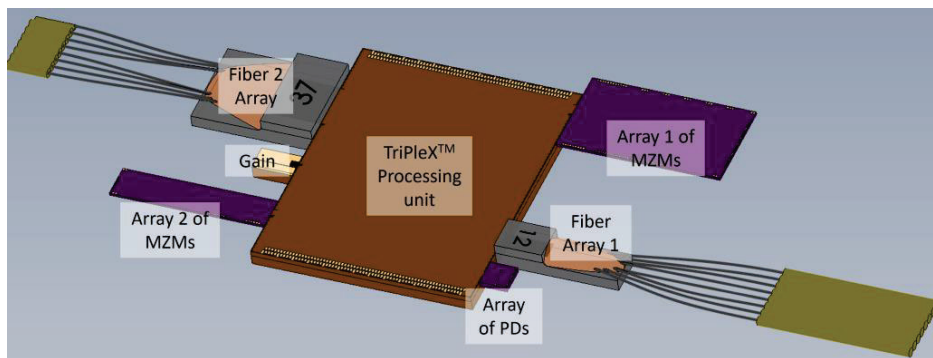 Fiber 2
Array
37
Gain
Array 2 of
MZMs
TriPleX™
Processing
unit
Array 1 of
MZMs
12
Fiber
Array 1
Array
of PDs